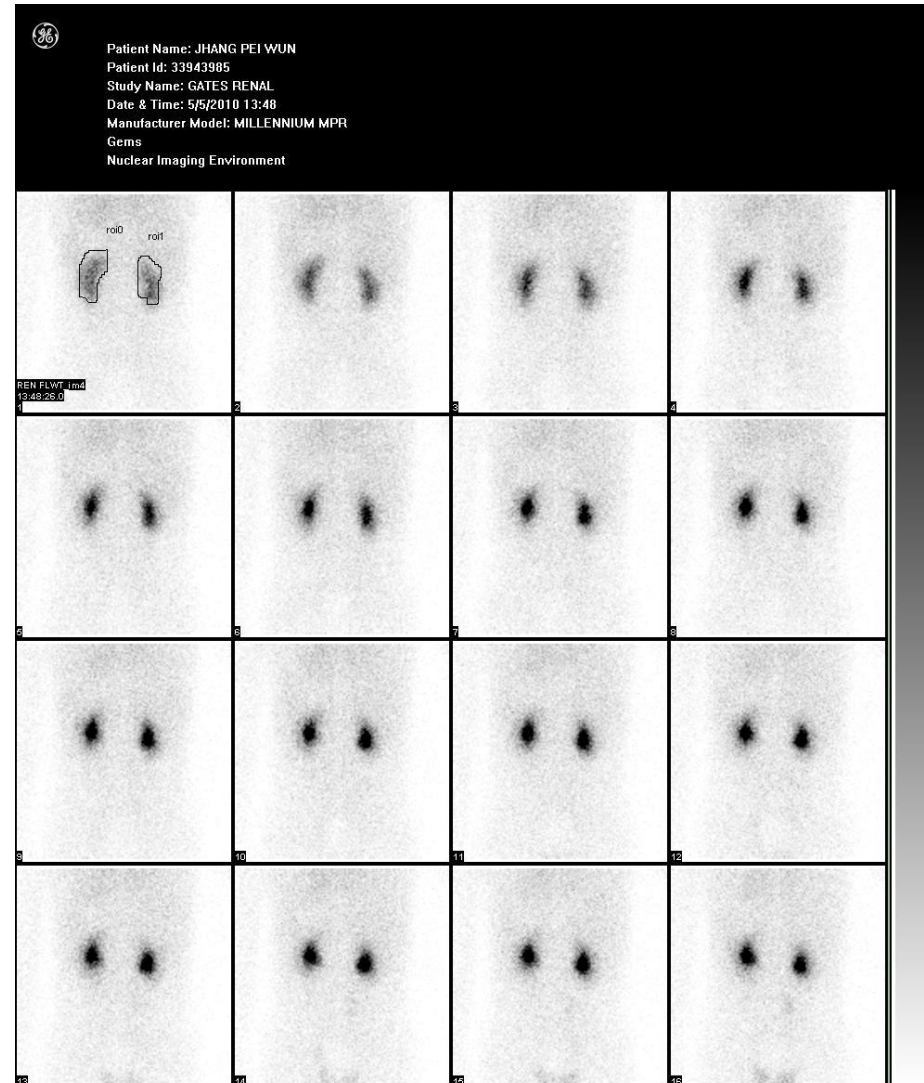 GE
Patient Name: JHANG PEI WUN
Patient Id: 33943985
Study Name: GATES RENAL
Date & Time: 5/5/2010 13:48
Manufacturer Model: MILLENNIUM MPR
Gems
Nuclear Imaging Environment
roi0
roi1
REN FLWT_im4
13:48:26.0
1
2
3
4
5
6
7
8
9
10
11
12
13
14
15
16